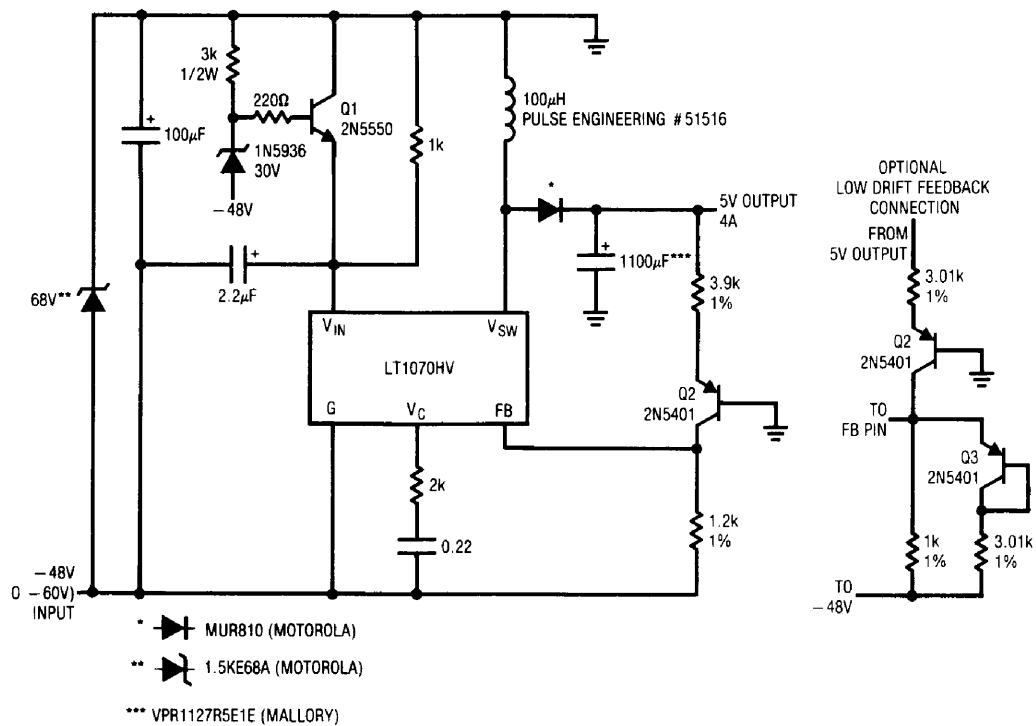 3k
1/2W
220Ω
Q1
2N5550
100μF
+
1N5936
30V
–48V
1k
100μH
PULSE ENGINEERING #51516
*
5V OUTPUT
4A
+
1100μF***
3.9k
1%
+
2.2μF
68V**
VIN
VSW
LT1070HV
G
VC
FB
Q2
2N5401
2k
0.22
1.2k
1%
–48V
0 –60V)
INPUT
OPTIONAL
LOW DRIFT FEEDBACK
CONNECTION
FROM
5V OUTPUT
3.01k
1%
Q2
2N5401
TO
FB PIN
Q3
2N5401
1k
1%
3.01k
1%
TO
–48V
* MUR810 (MOTOROLA)
** 1.5KE68A (MOTOROLA)
*** VPR1127R5E1E (MALLORY)